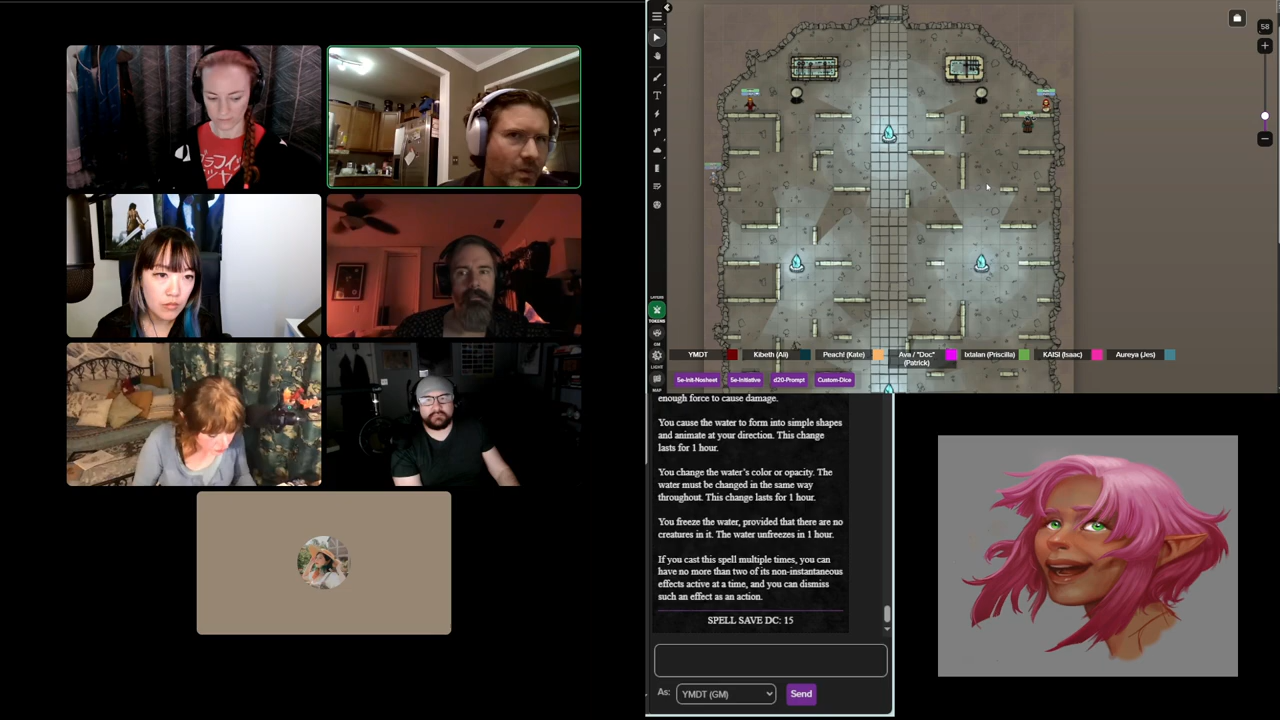 58
LAYERS
TOKENS
GM
LIGHT
MAP
YMDT
Kibeth (Ali)
Peach! (Kate)
Ava / "Doc"
(Patrick)
Ixtalan (Priscilla)
KAISI (Isaac)
Aureya (Jes)
5e-Init-Nosheet
5e-Initiative
d20-Prompt
Custom-Dice
enough force to cause damage.
You cause the water to form into simple shapes
and animate at your direction. This change
lasts for 1 hour.
You change the water's color or opacity. The
water must be changed in the same way
throughout. This change lasts for 1 hour.
You freeze the water, provided that there are no
creatures in it. The water unfreezes in 1 hour.
If you cast this spell multiple times, you can
have no more than two of its non-instantaneous
effects active at a time, and you can dismiss
such an effect as an action.
SPELL SAVE DC: 15
As:
YMDT (GM)
Send